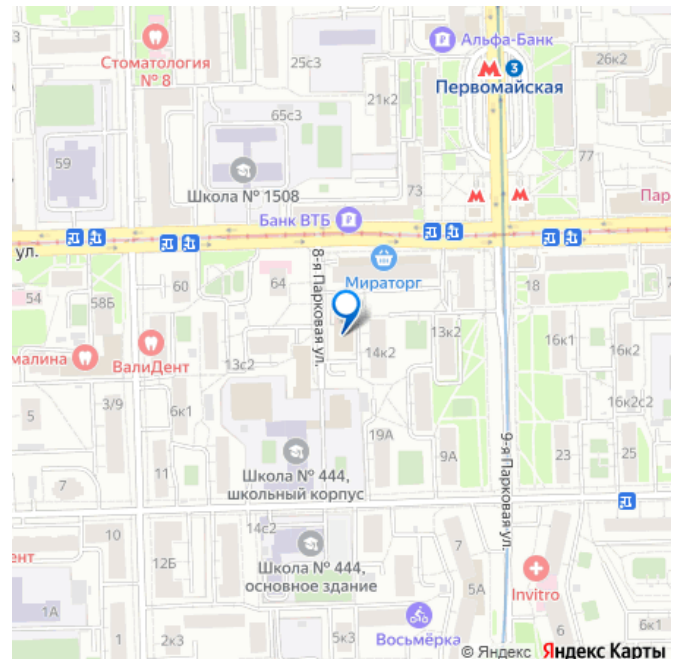 Альфа-Банк
Стоматология
№ 8
25с3
26к2
3
Первомайская
21к2
65с3
59
77
Школа № 1508
73
Пар
Банк ВТБ
ул.
Мираторг
8-я Парковая ул.
54
58Б
60
64
18
13к2
малина
ВалиДент
13с2
14к2
16к1
16к2
3/9
6к1
16к2с2
5
19А
9А
23
25
11
Школа № 444,
школьный корпус
7
9-я Парковая ул.
10
14с2
ент
12Б
Школа № 444,
основное здание
7
5А
Invitro
1А
1
2к3
5к3
Восьмёрка
6
6к1
© Яндекс Яндекс Карты